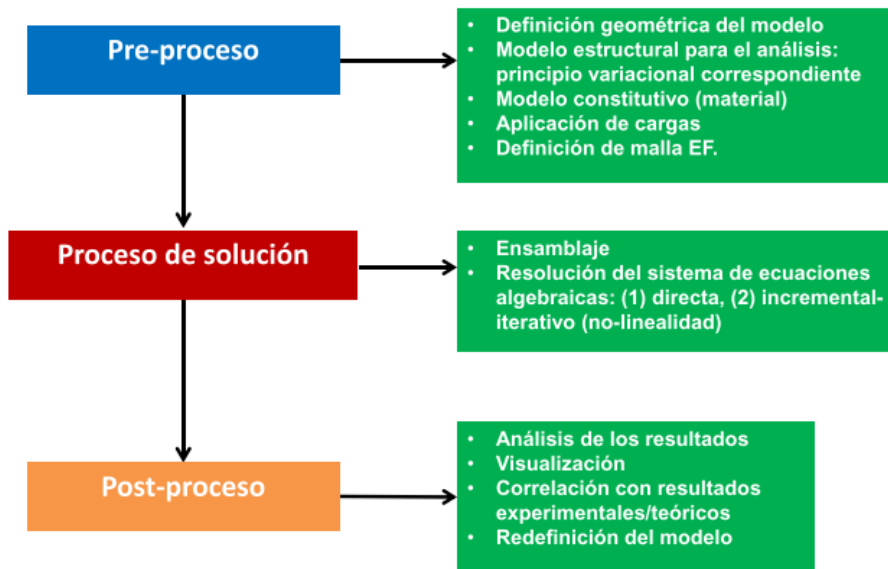 Pre-proceso
• Definición geométrica del modelo
• Modelo estructural para el análisis:
principio variacional correspondiente
• Modelo constitutivo (material)
• Aplicación de cargas
• Definición de malla EF.
Proceso de solución
• Ensamblaje
• Resolución del sistema de ecuaciones
algebraicas: (1) directa, (2) incremental-
iterativo (no-linealidad)
Post-proceso
• Análisis de los resultados
• Visualización
• Correlación con resultados
experimentales/teóricos
• Redefinición del modelo